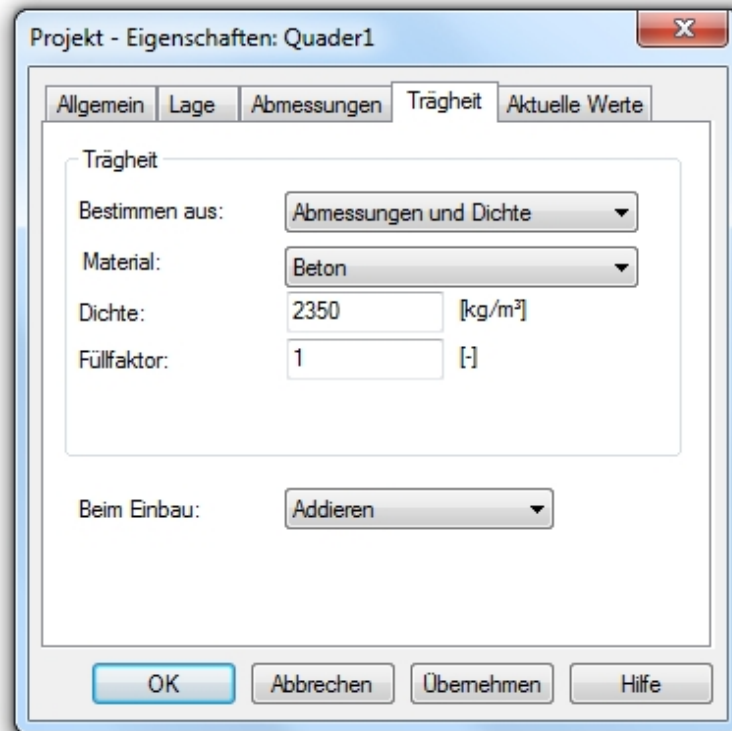 Projekt - Eigenschaften: Quader1
X
Allgemein Lage Abmessungen Trägheit Aktuelle Werte
Trägheit
Bestimmen aus: Abmessungen und Dichte
Material: Beton
Dichte: 2350 [kg/m³]
Füllfaktor: 1 [-]
Beim Einbau: Addieren
OK Abbrechen Übernehmen Hilfe